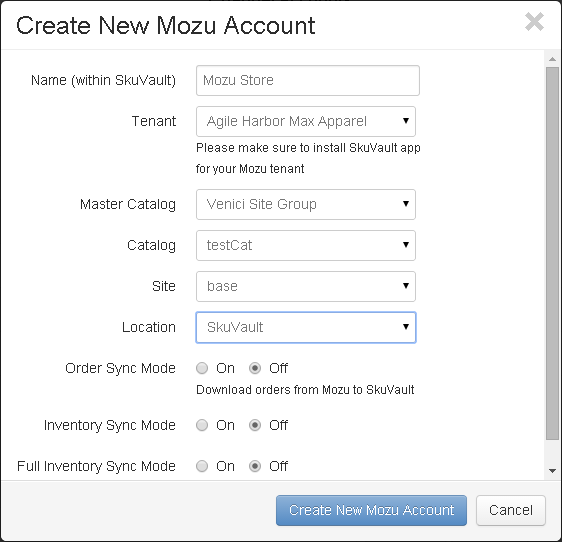 Create New Mozu Account
Name (within SkuVault) Mozu Store
Tenant Agile Harbor Max Apparel
Please make sure to install SkuVault app
for your Mozu tenant
Master Catalog Venici Site Group
Catalog testCat
Site base
Location SkuVault
Order Sync Mode On Off
Download orders from Mozu to SkuVault
Inventory Sync Mode On Off
Full Inventory Sync Mode On Off
Create New Mozu Account Cancel